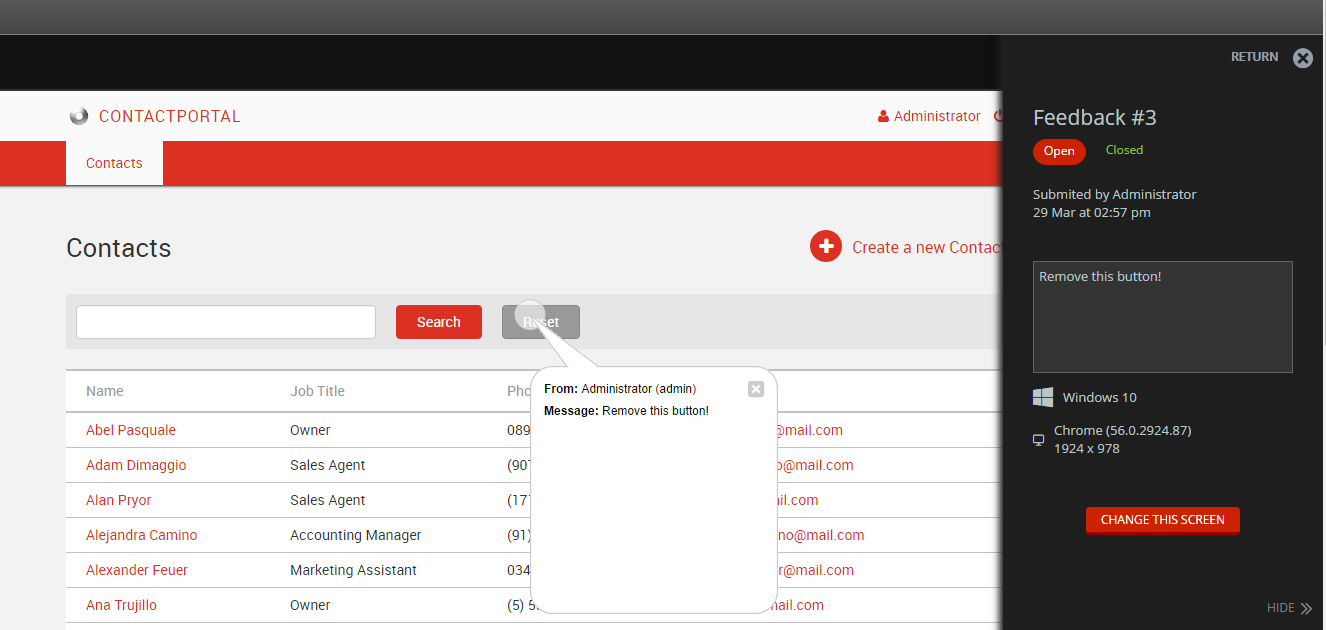 RETURN
CONTACTPORTAL
Administrator
Contacts
Contacts
Create a new Contac
Search
Reset
Name Job Title Pho
Abel Pasquale Owner 089 @mail.com
Adam Dimaggio Sales Agent (907 o@mail.com
Alan Pryor Sales Agent (17 ail.com
Alejandra Camino Accounting Manager (91) no@mail.com
Alexander Feuer Marketing Assistant 034 r@mail.com
Ana Trujillo Owner (5) 5 mail.com
From: Administrator (admin)
Message: Remove this button!
Feedback #3
Open Closed
Submited by Administrator
29 Mar at 02:57 pm
Remove this button!
Windows 10
Chrome (56.0.2924.87)
1924 x 978
CHANGE THIS SCREEN
HIDE